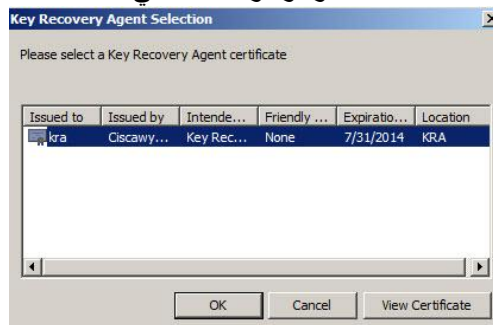 Key Recovery Agent Selection
Please select a Key Recovery Agent certificate
Issued to Issued by Intende... Friendly ... Expiratio... Location
kra Ciscawy... Key Rec... None 7/31/2014 KRA
OK Cancel View Certificate